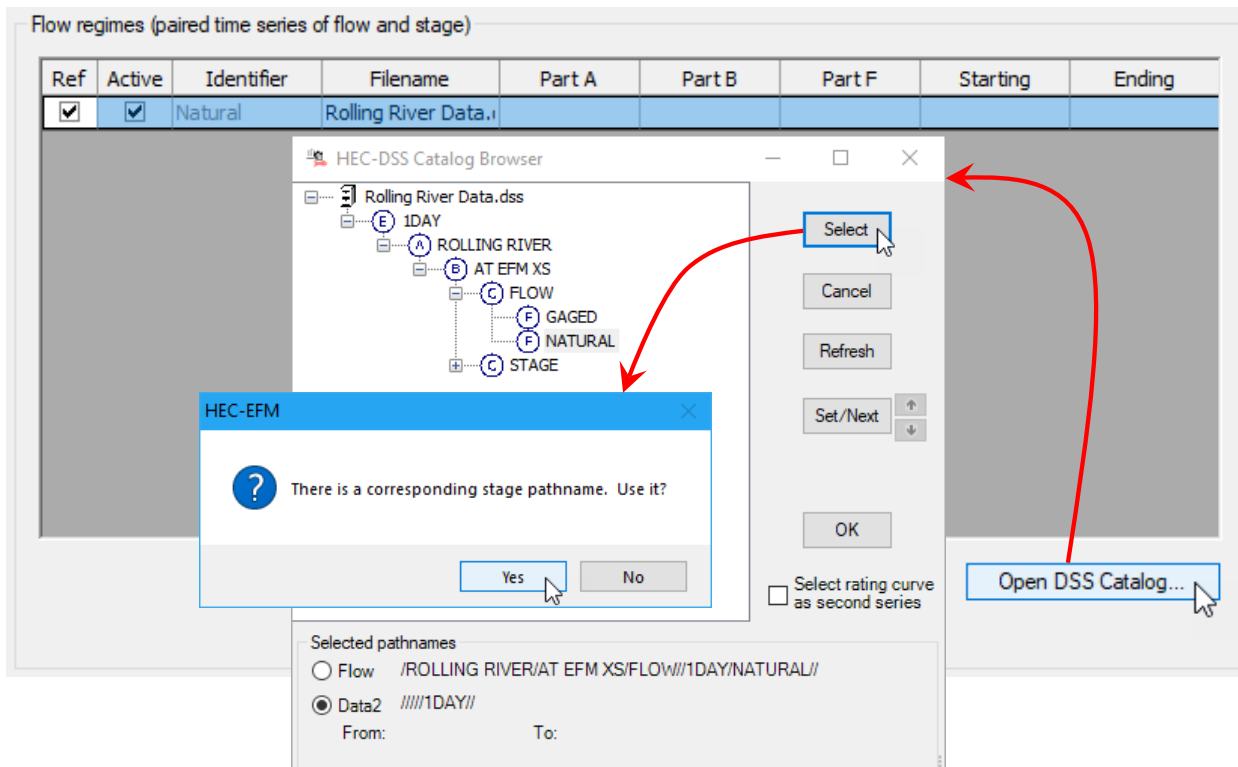 Flow regimes (paired time series of flow and stage)
Ref Active Identifier Filename Part A Part B Part F Starting Ending
Natural Rolling River Data.
HEC-DSS Catalog Browser
Rolling River Data.dss
E 1DAY
A ROLLING RIVER
B AT EFM XS
C FLOW
F GAGED
F NATURAL
C STAGE
Select
Cancel
Refresh
Set/Next
OK
Select rating curve
as second series
HEC-EFM
There is a corresponding stage pathname. Use it?
Yes No
Open DSS Catalog...
Selected pathnames
Flow /ROLLING RIVER/AT EFM XS/FLOW//1DAY/NATURAL//
Data2 /////1DAY//
From: To: